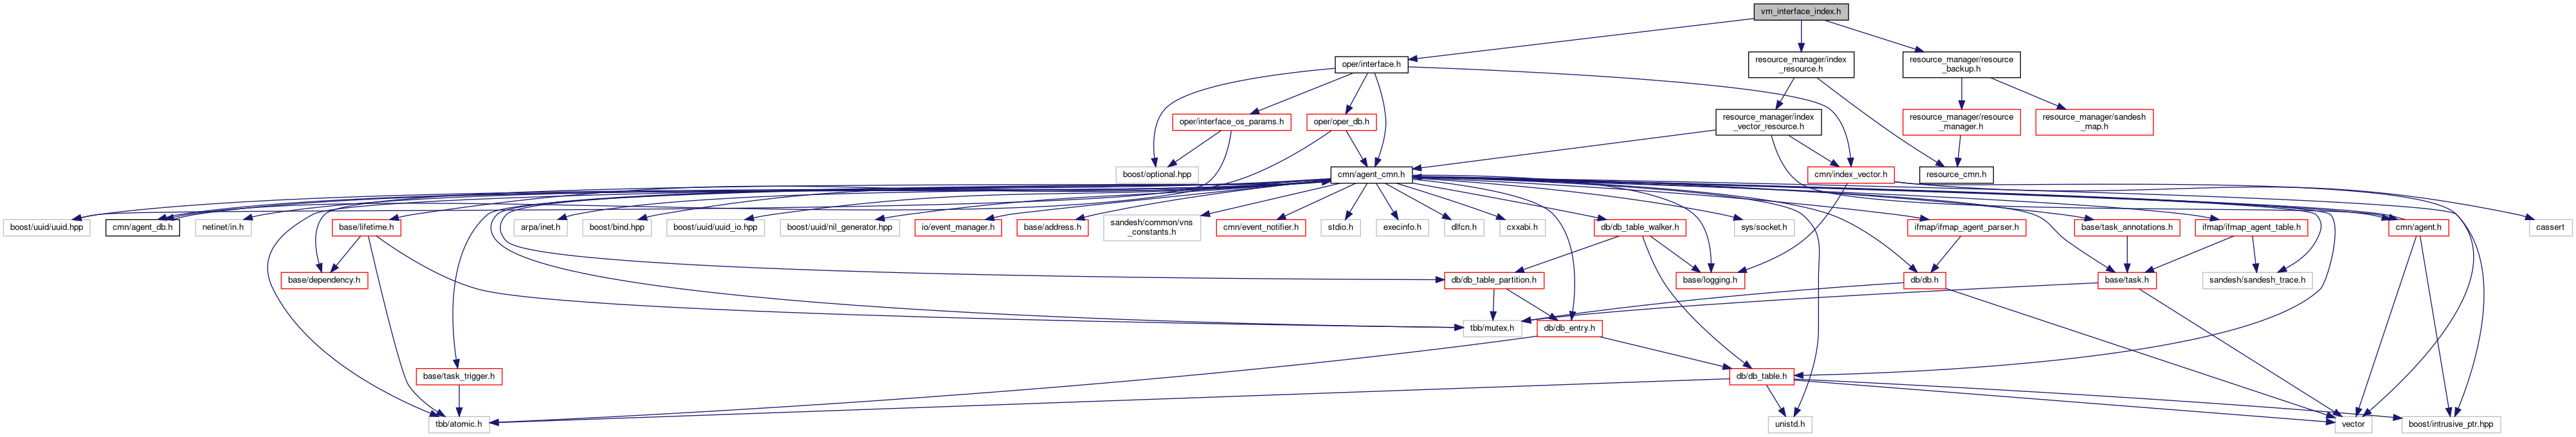 vm_interface_index.h
oper/interface.h
resource_manager/index
_resource.h
resource_manager/resource
_backup.h
oper/interface_os_params.h
oper/oper_db.h
resource_manager/index
_vector_resource.h
resource_manager/resource
_manager.h
resource_manager/sandesh
_map.h
boost/optional.hpp
cmn/agent_cmn.h
cmn/index_vector.h
resource_cmn.h
boost/uuid/uuid.hpp
cmn/agent_db.h
netinet/in.h
base/lifetime.h
arpa/inet.h
boost/bind.hpp
boost/uuid/uuid_io.hpp
boost/uuid/nil_generator.hpp
io/event_manager.h
base/address.h
sandesh/common/vns
_constants.h
cmn/event_notifier.h
stdio.h
execinfo.h
dlfcn.h
cxxabi.h
db/db_table_walker.h
sys/socket.h
ifmap/ifmap_agent_parser.h
base/task_annotations.h
ifmap/ifmap_agent_table.h
cmn/agent.h
cassert
base/dependency.h
db/db_table_partition.h
base/logging.h
db/db.h
base/task.h
sandesh/sandesh_trace.h
tbb/mutex.h
db/db_entry.h
base/task_trigger.h
db/db_table.h
tbb/atomic.h
unistd.h
vector
boost/intrusive_ptr.hpp